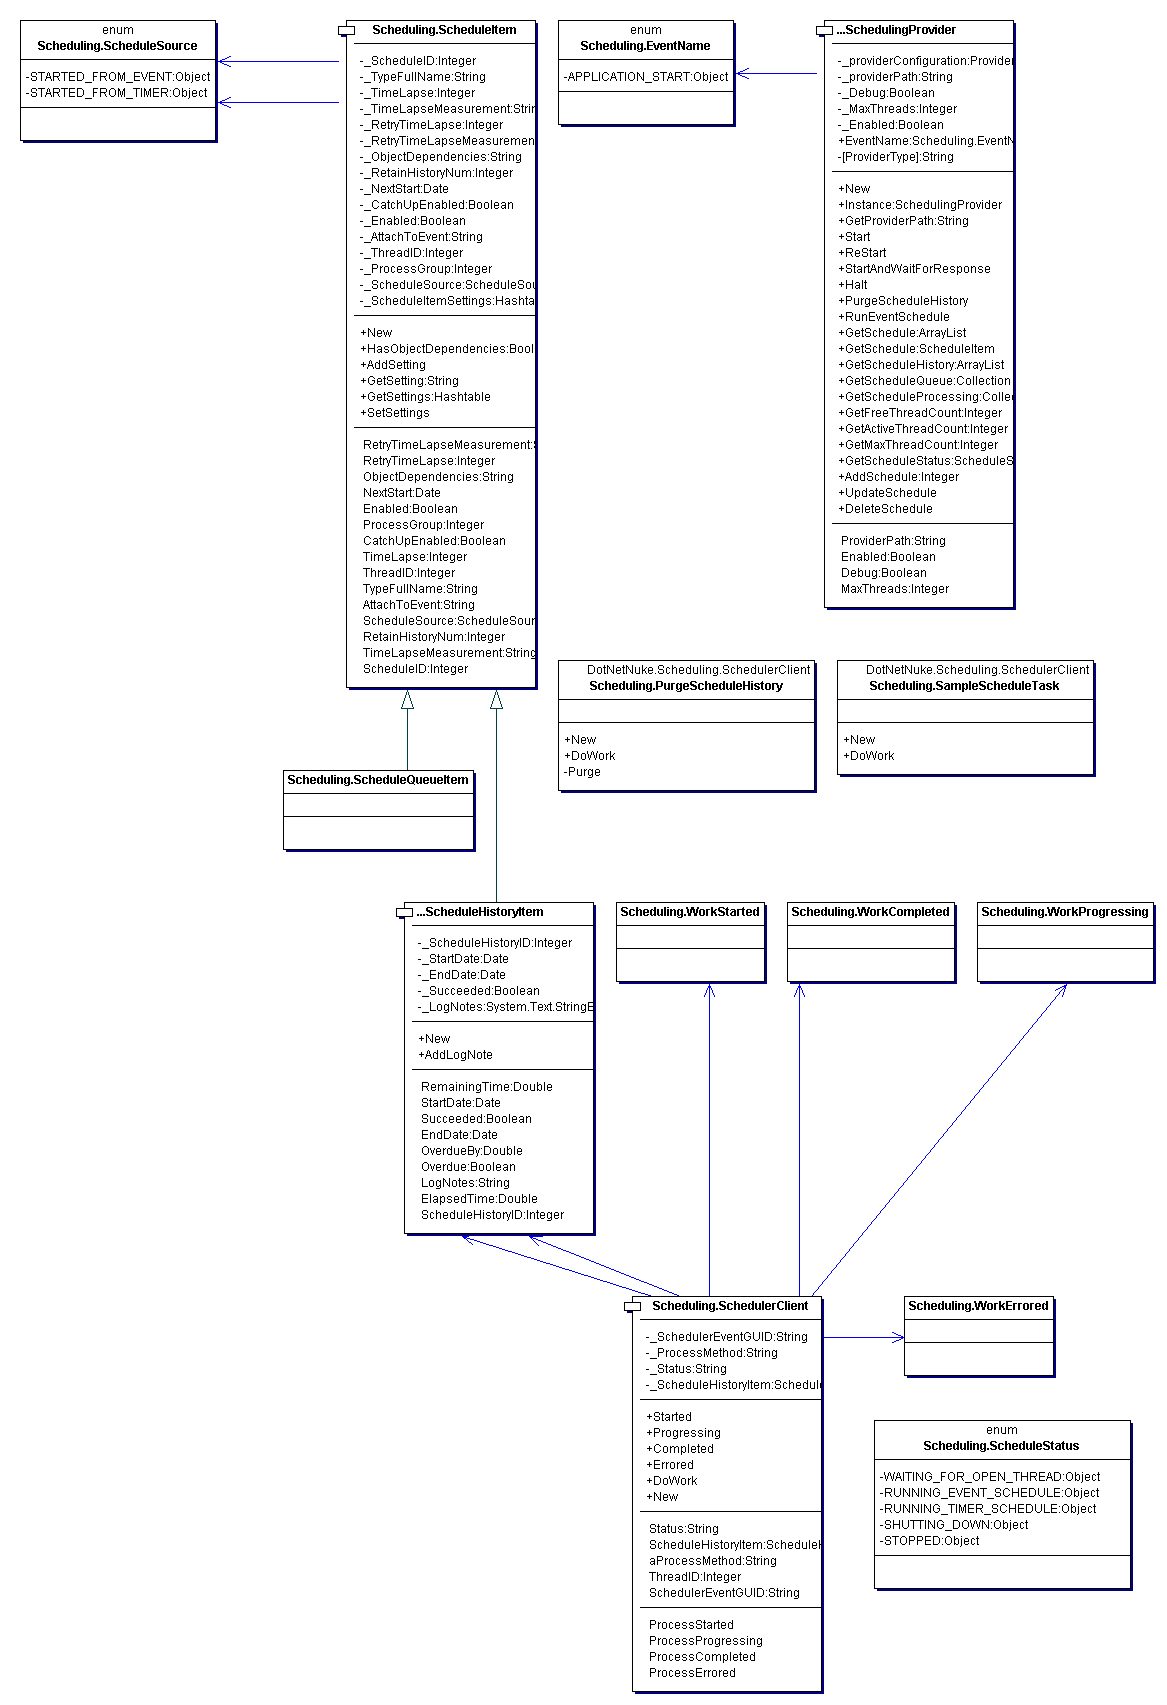 enum
Scheduling.ScheduleSource
-STARTED_FROM_EVENT:Object
-STARTED_FROM_TIMER:Object
Scheduling.ScheduleItem
-_ScheduleID:Integer
-_TypeFullName:String
-_TimeLapse:Integer
-_TimeLapseMeasurement:Strin
-_RetryTimeLapse:Integer
-_RetryTimeLapseMeasurement
-_ObjectDependencies:String
-_RetainHistoryNum:Integer
-_NextStart:Date
-_CatchUpEnabled:Boolean
-_Enabled:Boolean
-_AttachToEvent:String
-_ThreadID:Integer
-_ProcessGroup:Integer
-_ScheduleSource:ScheduleSou
-_ScheduleItemSettings:Hashta
+New
+HasObjectDependencies:Bool
+AddSetting
+GetSetting:String
+GetSettings:Hashtable
+SetSettings
RetryTimeLapseMeasurement:S
RetryTimeLapse:Integer
ObjectDependencies:String
NextStart:Date
Enabled:Boolean
ProcessGroup:Integer
CatchUpEnabled:Boolean
TimeLapse:Integer
ThreadID:Integer
TypeFullName:String
AttachToEvent:String
ScheduleSource:ScheduleSour
RetainHistoryNum:Integer
TimeLapseMeasurement:String
ScheduleID:Integer
enum
Scheduling.EventName
-APPLICATION_START:Object
...SchedulingProvider
-_providerConfiguration:Provider
-_providerPath:String
-_Debug:Boolean
-_MaxThreads:Integer
-_Enabled:Boolean
+EventName:Scheduling.EventN
-[ProviderType]:String
+New
+Instance:SchedulingProvider
+GetProviderPath:String
+Start
+ReStart
+StartAndWaitForResponse
+Halt
+PurgeScheduleHistory
+RunEventSchedule
+GetSchedule:ArrayList
+GetSchedule:ScheduleItem
+GetScheduleHistory:ArrayList
+GetScheduleQueue:Collection
+GetScheduleProcessing:Collec
+GetFreeThreadCount:Integer
+GetActiveThreadCount:Integer
+GetMaxThreadCount:Integer
+GetScheduleStatus:ScheduleS
+AddSchedule:Integer
+UpdateSchedule
+DeleteSchedule
ProviderPath:String
Enabled:Boolean
Debug:Boolean
MaxThreads:Integer
DotNetNuke.Scheduling.SchedulerClient
Scheduling.PurgeScheduleHistory
+New
+DoWork
-Purge
DotNetNuke.Scheduling.SchedulerClient
Scheduling.SampleScheduleTask
+New
+DoWork
Scheduling.ScheduleQueueItem
...ScheduleHistoryItem
-_ScheduleHistoryID:Integer
-_StartDate:Date
-_EndDate:Date
-_Succeeded:Boolean
-_LogNotes:System.Text.StringB
+New
+AddLogNote
RemainingTime:Double
StartDate:Date
Succeeded:Boolean
EndDate:Date
OverdueBy:Double
Overdue:Boolean
LogNotes:String
ElapsedTime:Double
ScheduleHistoryID:Integer
Scheduling.WorkStarted
Scheduling.WorkCompleted
Scheduling.WorkProgressing
Scheduling.SchedulerClient
-_SchedulerEventGUID:String
-_ProcessMethod:String
-_Status:String
-_ScheduleHistoryItem:Schedule
+Started
+Progressing
+Completed
+Errored
+DoWork
+New
Status:String
ScheduleHistoryItem:ScheduleH
aProcessMethod:String
ThreadID:Integer
SchedulerEventGUID:String
ProcessStarted
ProcessProgressing
ProcessCompleted
ProcessErrored
Scheduling.WorkErrored
enum
Scheduling.ScheduleStatus
-WAITING_FOR_OPEN_THREAD:Object
-RUNNING_EVENT_SCHEDULE:Object
-RUNNING_TIMER_SCHEDULE:Object
-SHUTTING_DOWN:Object
-STOPPED:Object